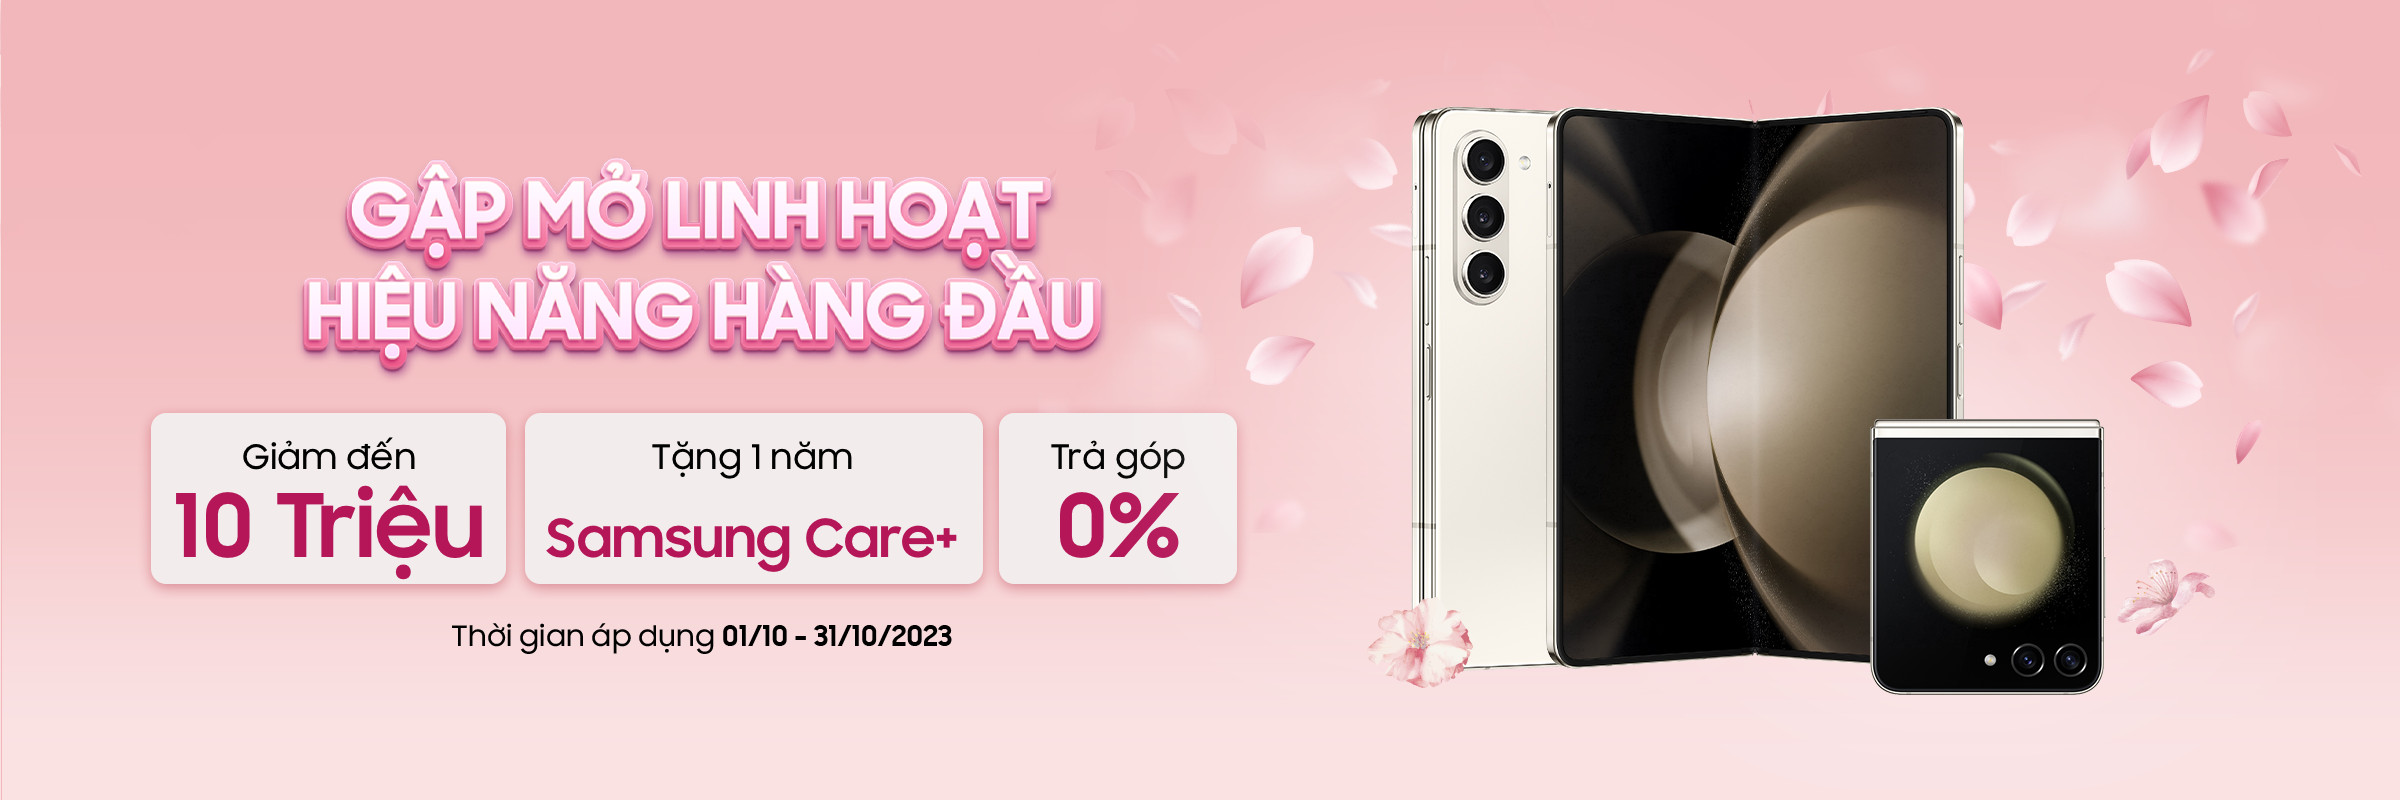 GẬP MỞ LINH HOẠT
HIỆU NĂNG HÀNG ĐẦU
Giảm đến
10 Triệu
Tặng 1 năm
Samsung Care+
Trả góp
0%
Thời gian áp dụng 01/10 - 31/10/2023